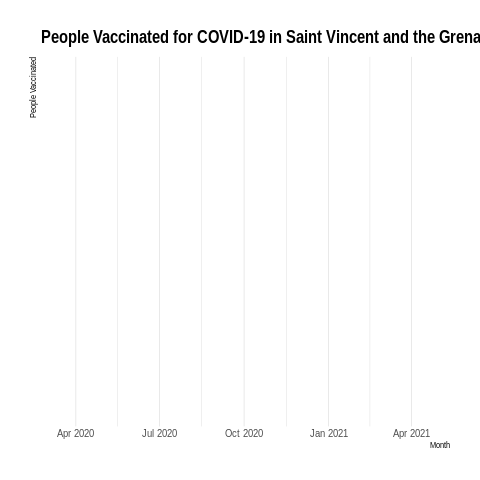 People Vaccinated for COVID-19 in Saint Vincent and the Grena
People Vaccinated
Apr 2020 Jul 2020 Oct 2020 Jan 2021 Apr 2021
Month